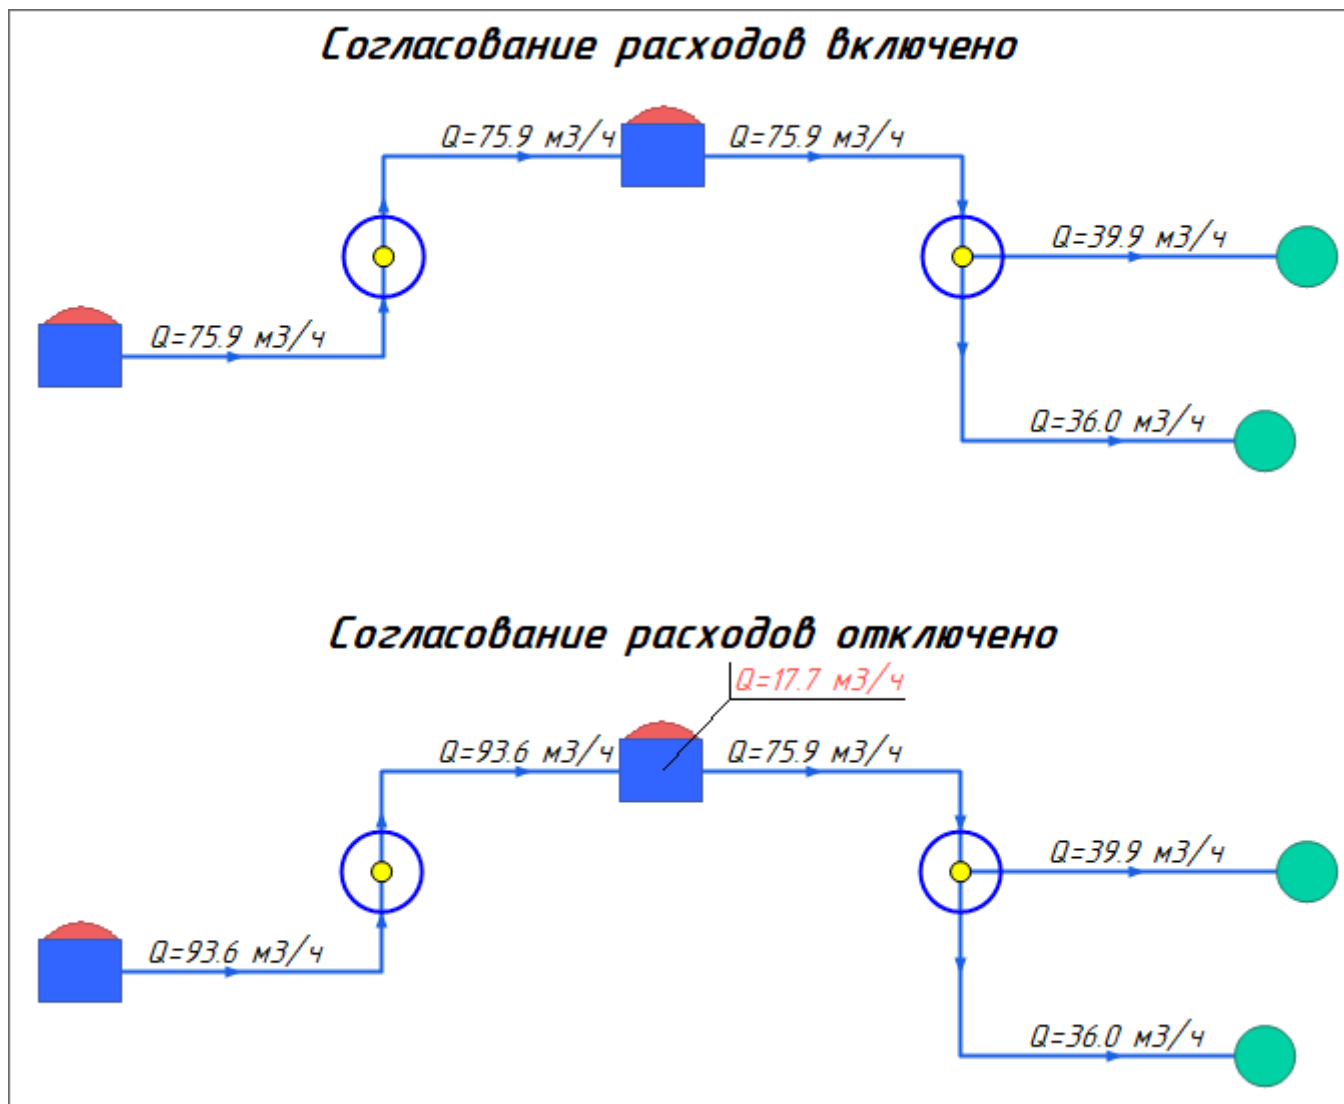 Согласование расходов включено
Q=75.9 м3/ч
Q=75.9 м3/ч
Q=39.9 м3/ч
Q=75.9 м3/ч
Q=36.0 м3/ч
Согласование расходов отключено
Q=17.7 м3/ч
Q=93.6 м3/ч
Q=75.9 м3/ч
Q=39.9 м3/ч
Q=93.6 м3/ч
Q=36.0 м3/ч